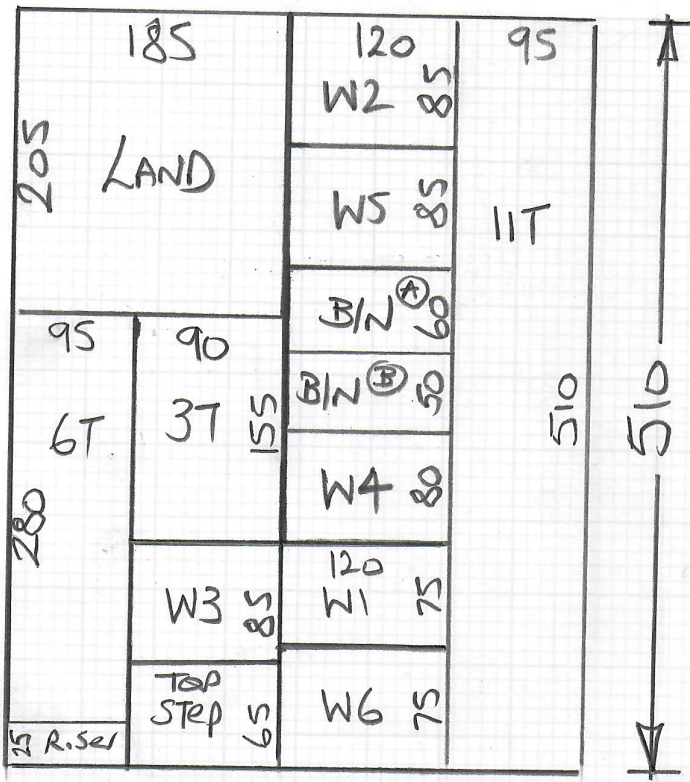 185
205
LAND
120
W2 85
W5 85
B/N Ⓐ 60
B/N Ⓑ 50
W4 80
120
W1 75
W6 75
95
11T
510
510
95
6T
280
90
3T
155
W3 85
TOP
STEP 65
25 R.Ser